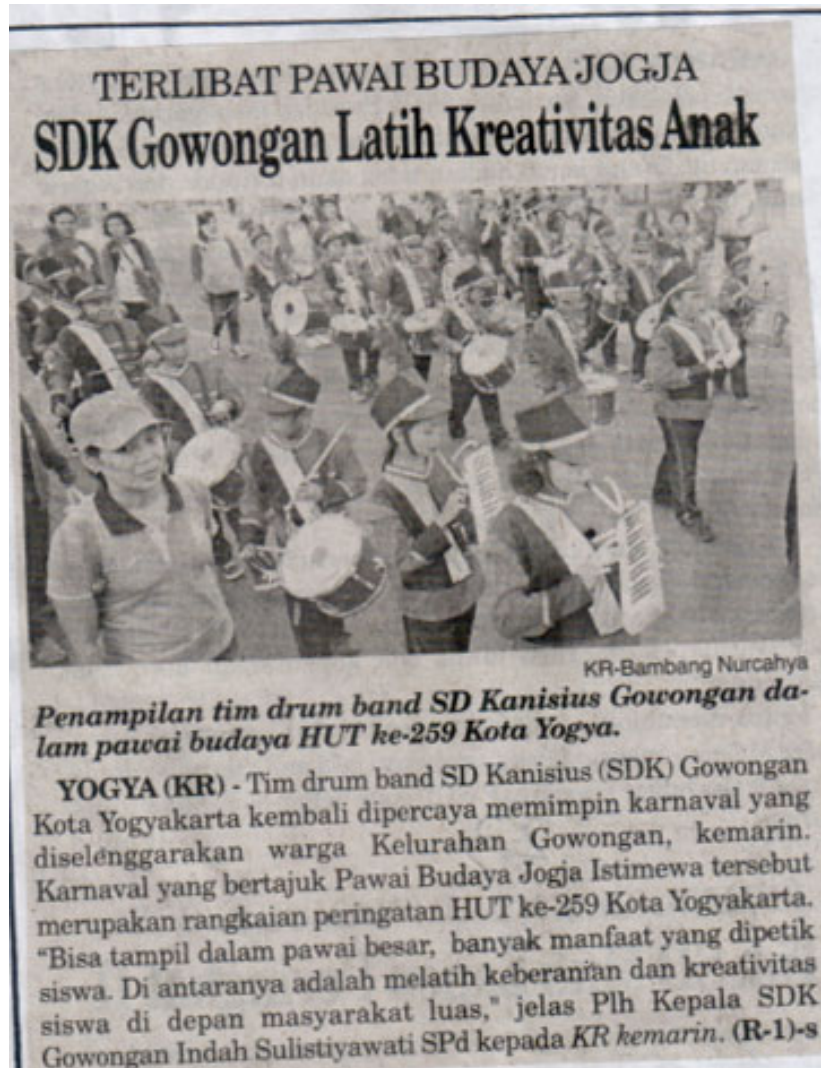 TERLIBAT PAWAI BUDAYA JOGJA
SDK Gowongan Latih Kreativitas Anak
KR-Bambang Nurcahya
Penampilan tim drum band SD Kanisius Gowongan da-
lam pawai budaya HUT ke-259 Kota Yogya.
YOGYA (KR) - Tim drum band SD Kanisius (SDK) Gowongan
Kota Yogyakarta kembali dipercaya memimpin karnaval yang
diselenggarakan warga Kelurahan Gowongan, kemarin.
Karnaval yang bertajuk Pawai Budaya Jogja Istimewa tersebut
merupakan rangkaian peringatan HUT ke-259 Kota Yogyakarta.
"Bisa tampil dalam pawai besar, banyak manfaat yang dipetik
siswa. Di antaranya adalah melatih keberanian dan kreativitas
siswa di depan masyarakat luas," jelas Plh Kepala SDK
Gowongan Indah Sulistiyawati SPd kepada KR kemarin. (R-1)-s